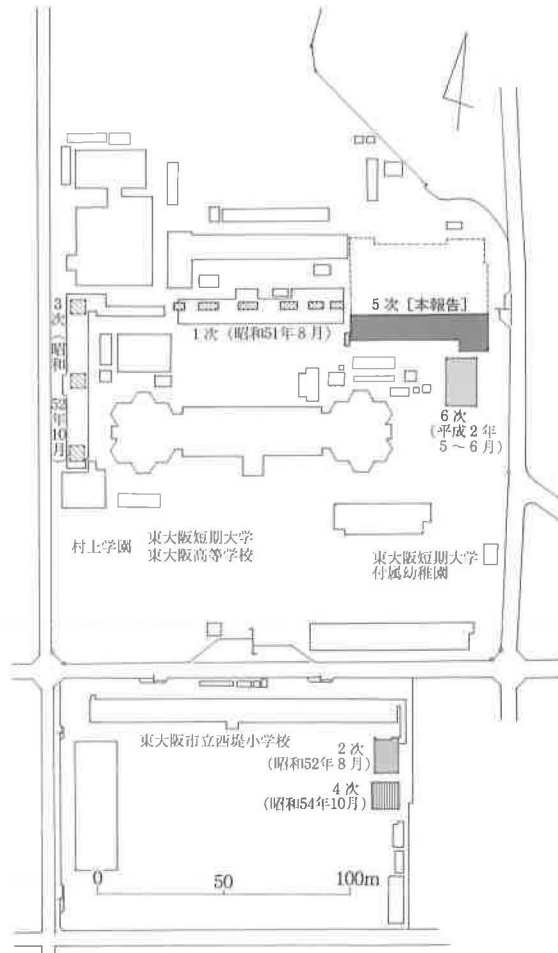 5次［本報告］
1次（昭和51年8月）
3次（昭和52年10月）
6次
（平成2年
5～6月）
村上学園
東大阪短期大学
東大阪高等学校
東大阪短期大学
付属幼稚園
東大阪市立西堤小学校
2次
（昭和52年8月）
4次
（昭和54年10月）
0
50
100m